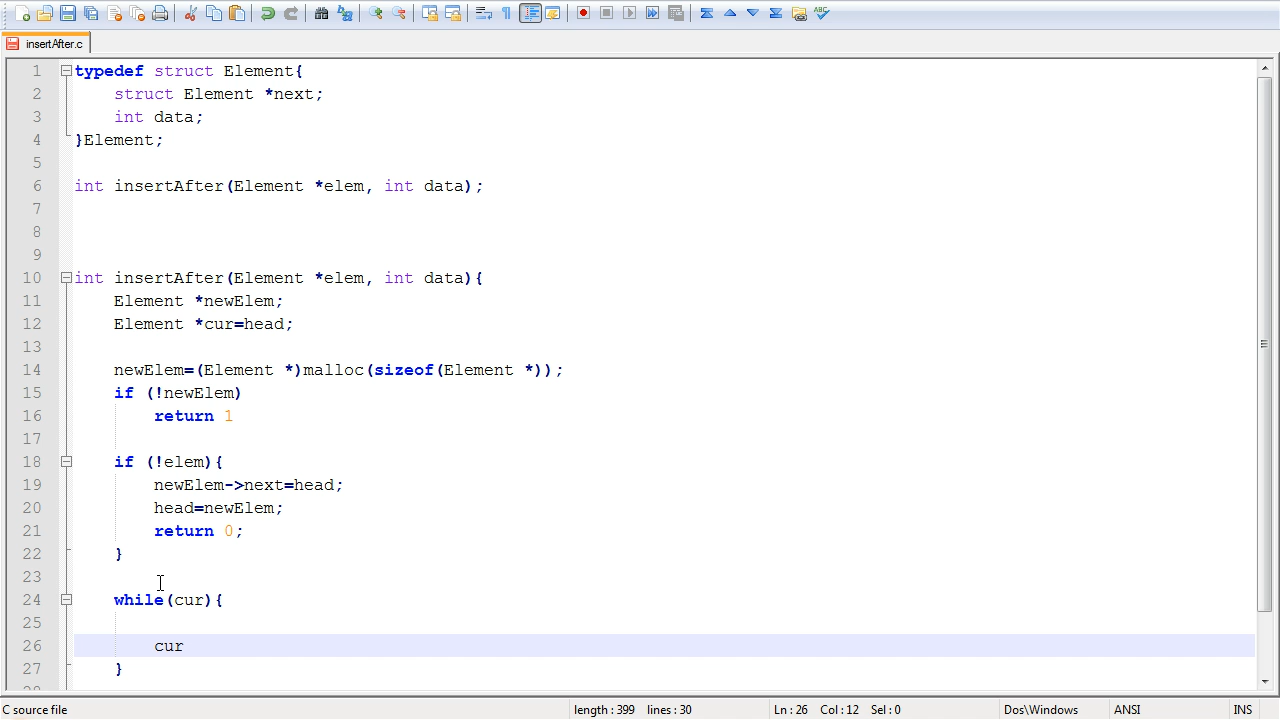 insertAfter.c
1 typedef struct Element{
2 struct Element *next;
3 int data;
4 }Element;
5
6 int insertAfter(Element *elem, int data);
7
8
9
10 int insertAfter(Element *elem, int data){
11 Element *newElem;
12 Element *cur=head;
13
14 newElem=(Element *)malloc(sizeof(Element *));
15 if (!newElem)
16 return 1
17
18 if (!elem){
19 newElem->next=head;
20 head=newElem;
21 return 0;
22 }
23
24 while(cur){
25
26 cur
27 }
C source file length : 399 lines : 30 Ln : 26 Col : 12 Sel : 0 Dos\Windows ANSI INS